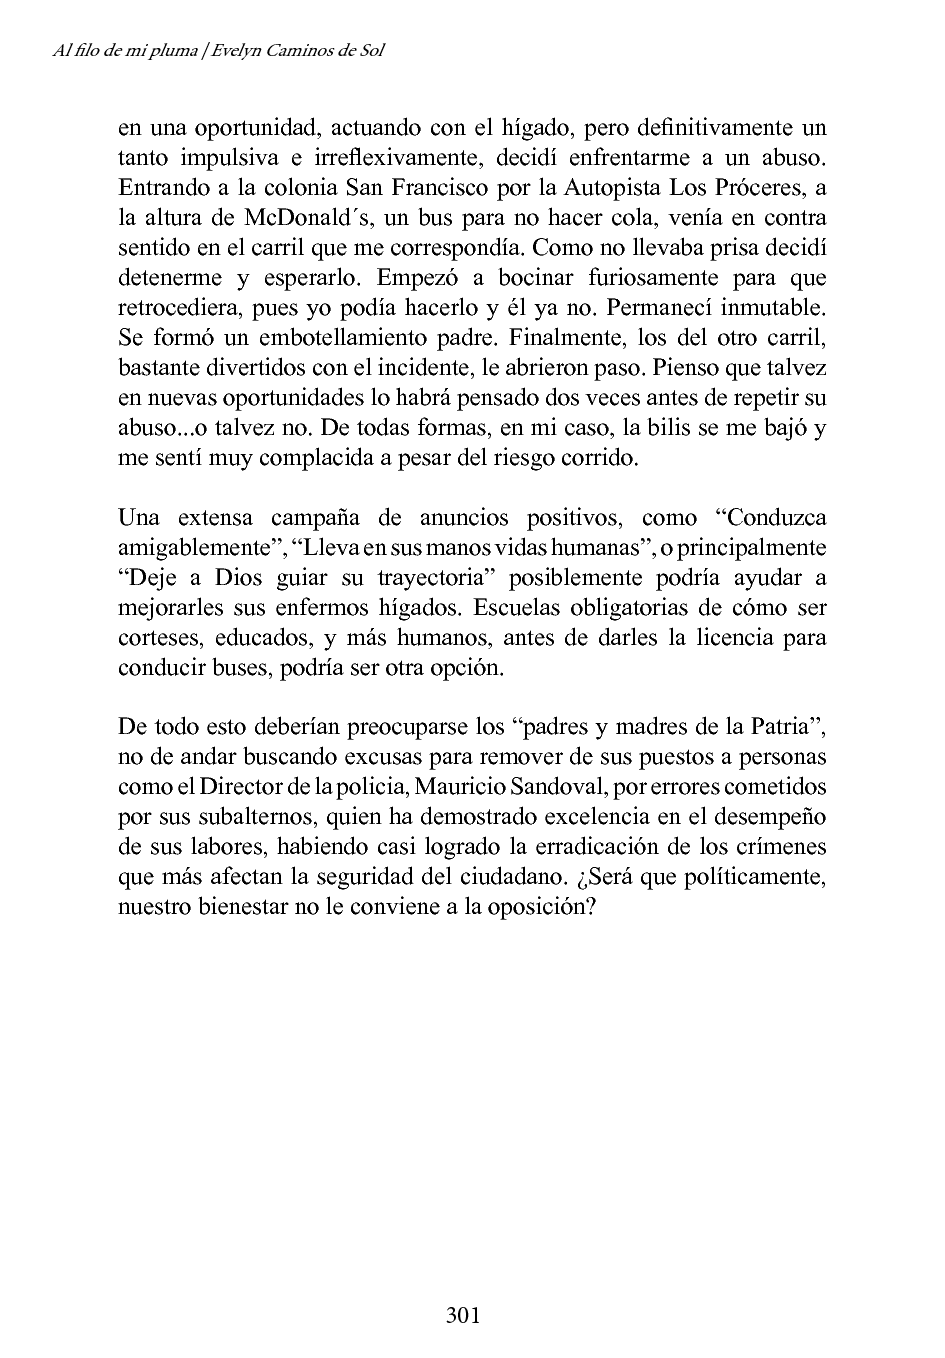 Al filo de mi pluma / Evelyn Caminos de Sol
en una oportunidad, actuando con el hígado, pero definitivamente un
tanto impulsiva e irreflexivamente, decidí enfrentarme a un abuso.
Entrando a la colonia San Francisco por la Autopista Los Próceres, a
la altura de McDonald´s, un bus para no hacer cola, venía en contra
sentido en el carril que me correspondía. Como no llevaba prisa decidí
detenerme y esperarlo. Empezó a bocinar furiosamente para que
retrocediera, pues yo podía hacerlo y él ya no. Permanecí inmutable.
Se formó un embotellamiento padre. Finalmente, los del otro carril,
bastante divertidos con el incidente, le abrieron paso. Pienso que talvez
en nuevas oportunidades lo habrá pensado dos veces antes de repetir su
abuso...o talvez no. De todas formas, en mi caso, la bilis se me bajó y
me sentí muy complacida a pesar del riesgo corrido.
Una extensa campaña de anuncios positivos, como “Conduzca
amigablemente”, “Lleva en sus manos vidas humanas”, o principalmente
“Deje a Dios guiar su trayectoria” posiblemente podría ayudar a
mejorarles sus enfermos hígados. Escuelas obligatorias de cómo ser
corteses, educados, y más humanos, antes de darles la licencia para
conducir buses, podría ser otra opción.
De todo esto deberían preocuparse los “padres y madres de la Patria”,
no de andar buscando excusas para remover de sus puestos a personas
como el Director de la policia, Mauricio Sandoval, por errores cometidos
por sus subalternos, quien ha demostrado excelencia en el desempeño
de sus labores, habiendo casi logrado la erradicación de los crímenes
que más afectan la seguridad del ciudadano. ¿Será que políticamente,
nuestro bienestar no le conviene a la oposición?
301